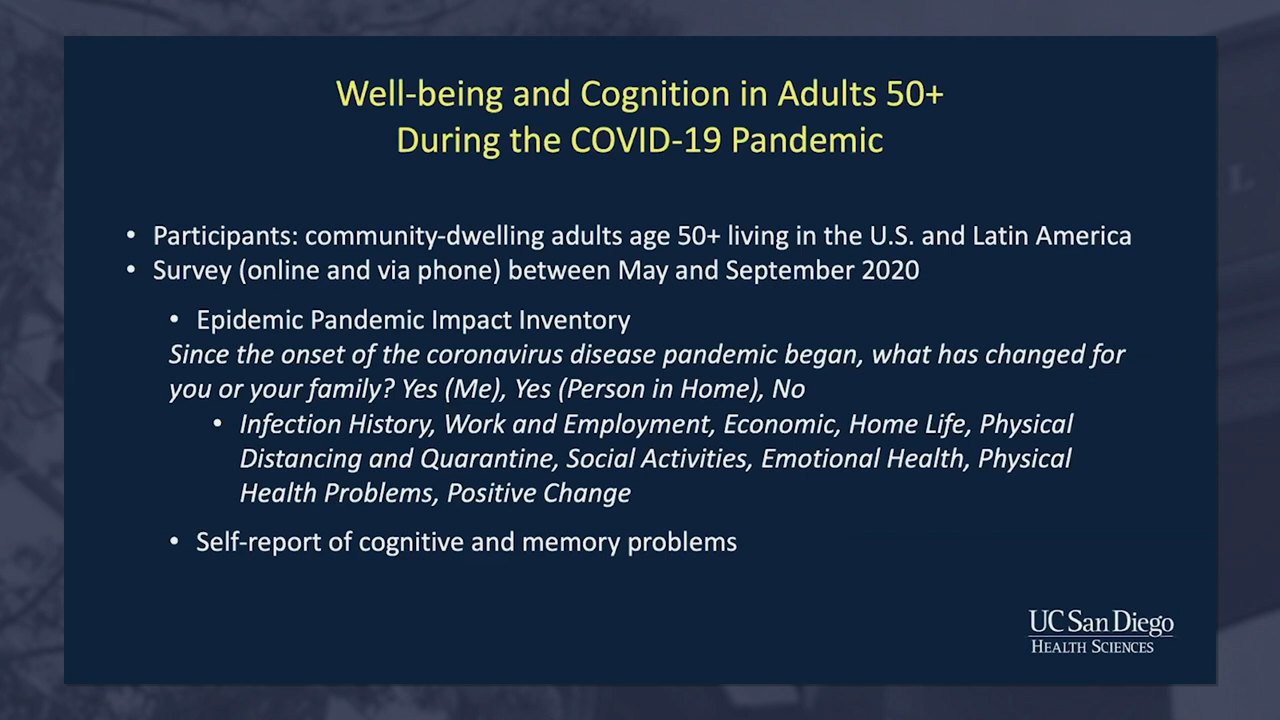 Well-being and Cognition in Adults 50+
During the COVID-19 Pandemic
• Participants: community-dwelling adults age 50+ living in the U.S. and Latin America
• Survey (online and via phone) between May and September 2020
• Epidemic Pandemic Impact Inventory
Since the onset of the coronavirus disease pandemic began, what has changed for
you or your family? Yes (Me), Yes (Person in Home), No
• Infection History, Work and Employment, Economic, Home Life, Physical
Distancing and Quarantine, Social Activities, Emotional Health, Physical
Health Problems, Positive Change
• Self-report of cognitive and memory problems
UC San Diego
HEALTH SCIENCES
L